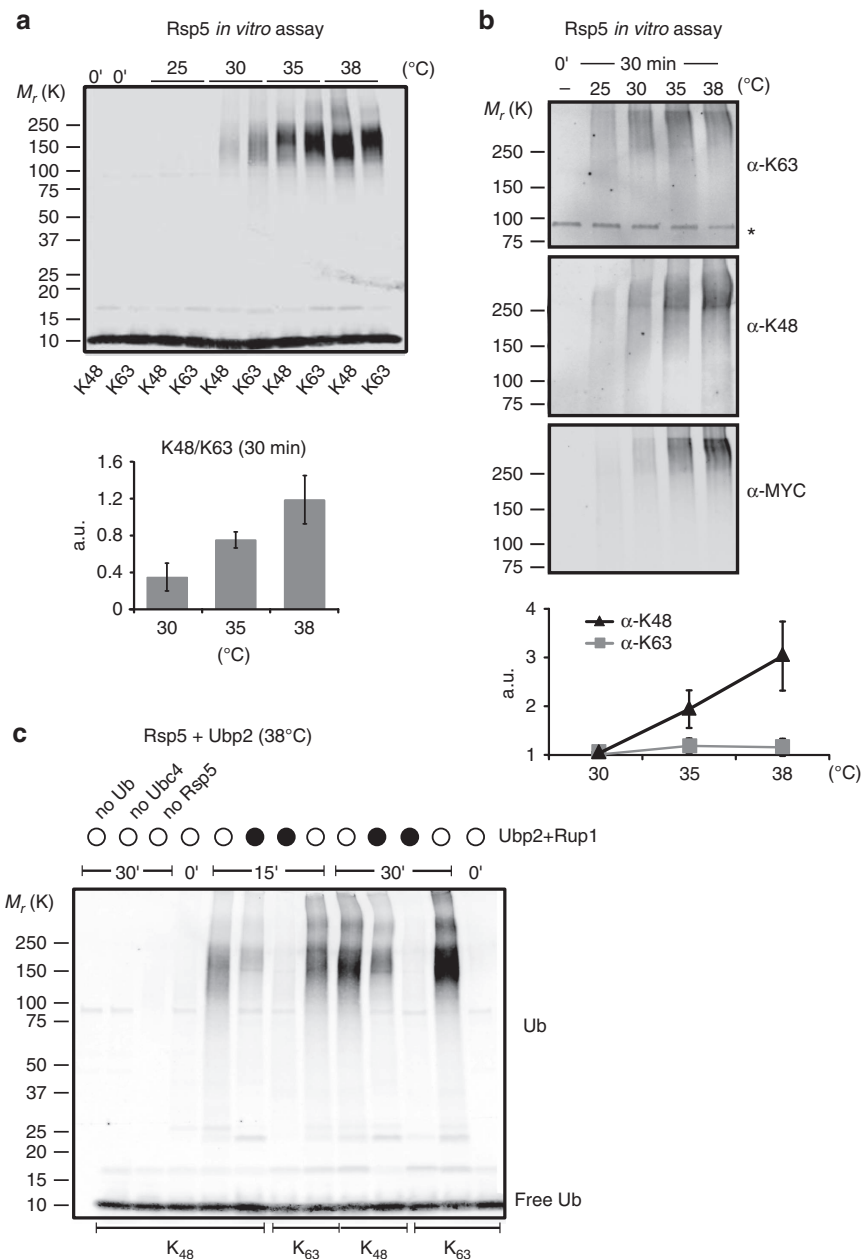 a
Rsp5 in vitro assay
0' 0' 25 30 35 38 (°C)
Mr (K)
250
150
100
75
50
37
25
20
15
10
K48 K63 K48 K63 K48 K63 K48 K63 K48 K63
K48/K63 (30 min)
1.6
1.2
0.8
0.4
0
a.u.
30 35 38
(°C)
b
Rsp5 in vitro assay
0' 30 min
– 25 30 35 38 (°C)
Mr (K)
250
150
100
75
α-K63
*
250
150
100
75
α-K48
250
150
100
75
α-MYC
4
3
2
1
a.u.
α-K48
α-K63
30 35 38 (°C)
c
Rsp5 + Ubp2 (38°C)
no Ub
no Ubc4
no Rsp5
Ubp2+Rup1
30' 0' 15' 30' 0'
Mr (K)
250
150
100
75
50
37
25
20
15
10
Ub
Free Ub
K48 K63 K48 K63